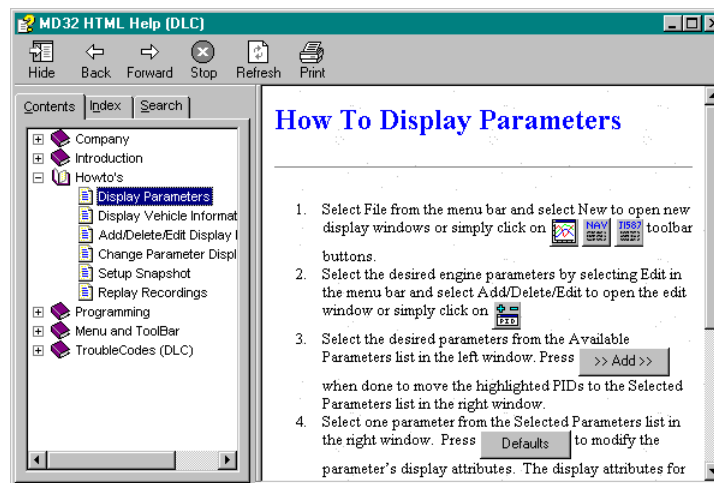 MD32 HTML Help (DLC)
Hide Back Forward Stop Refresh Print
Contents Index Search
Company
Introduction
Howto's
Display Parameters
Display Vehicle Informat
Add/Delete/Edit Display
Change Parameter Displ
Setup Snapshot
Replay Recordings
Programming
Menu and ToolBar
TroubleCodes (DLC)
How To Display Parameters
1. Select File from the menu bar and select New to open new
display windows or simply click on NAV TI587 toolbar
buttons.
2. Select the desired engine parameters by selecting Edit in
the menu bar and select Add/Delete/Edit to open the edit
window or simply click on PID
3. Select the desired parameters from the Available
Parameters list in the left window. Press >> Add >>
when done to move the highlighted PIDs to the Selected
Parameters list in the right window.
4. Select one parameter from the Selected Parameters list in
the right window. Press Defaults to modify the
parameter's display attributes. The display attributes for